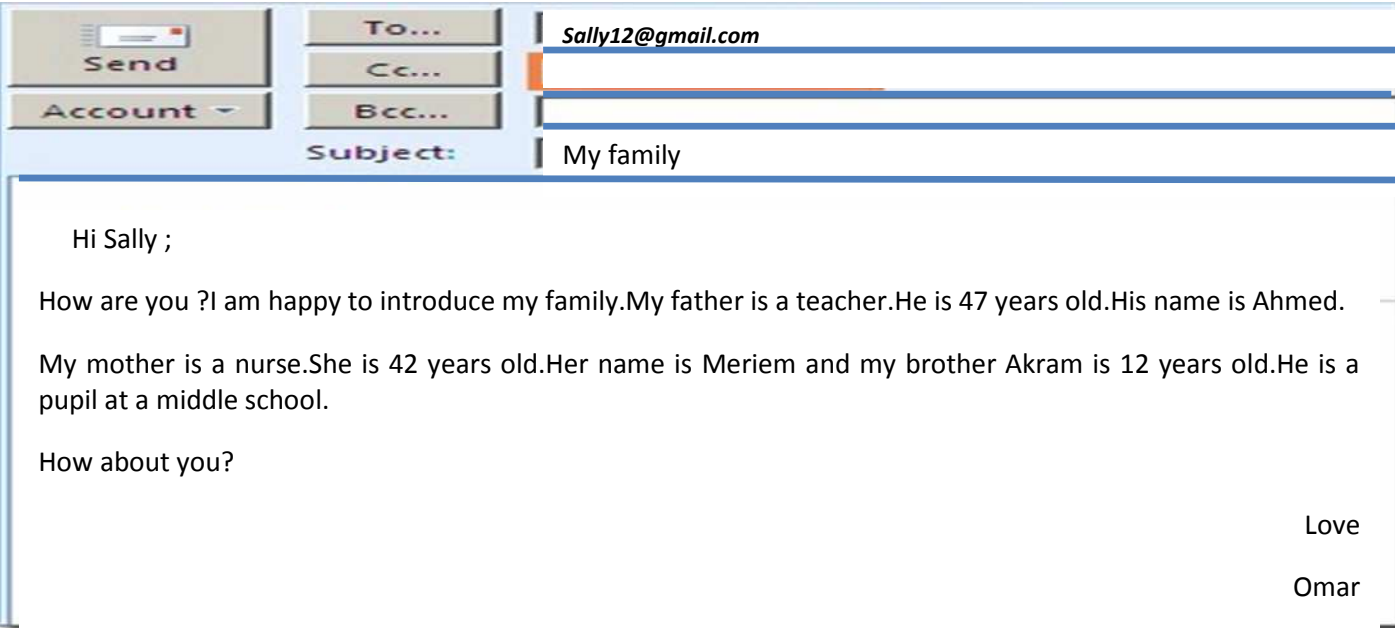 To...
Sally12@gmail.com
Send
Cc...
Account
Bcc...
Subject:
My family
Hi Sally ;
How are you ?I am happy to introduce my family.My father is a teacher.He is 47 years old.His name is Ahmed.
My mother is a nurse.She is 42 years old.Her name is Meriem and my brother Akram is 12 years old.He is a
pupil at a middle school.
How about you?
Love
Omar